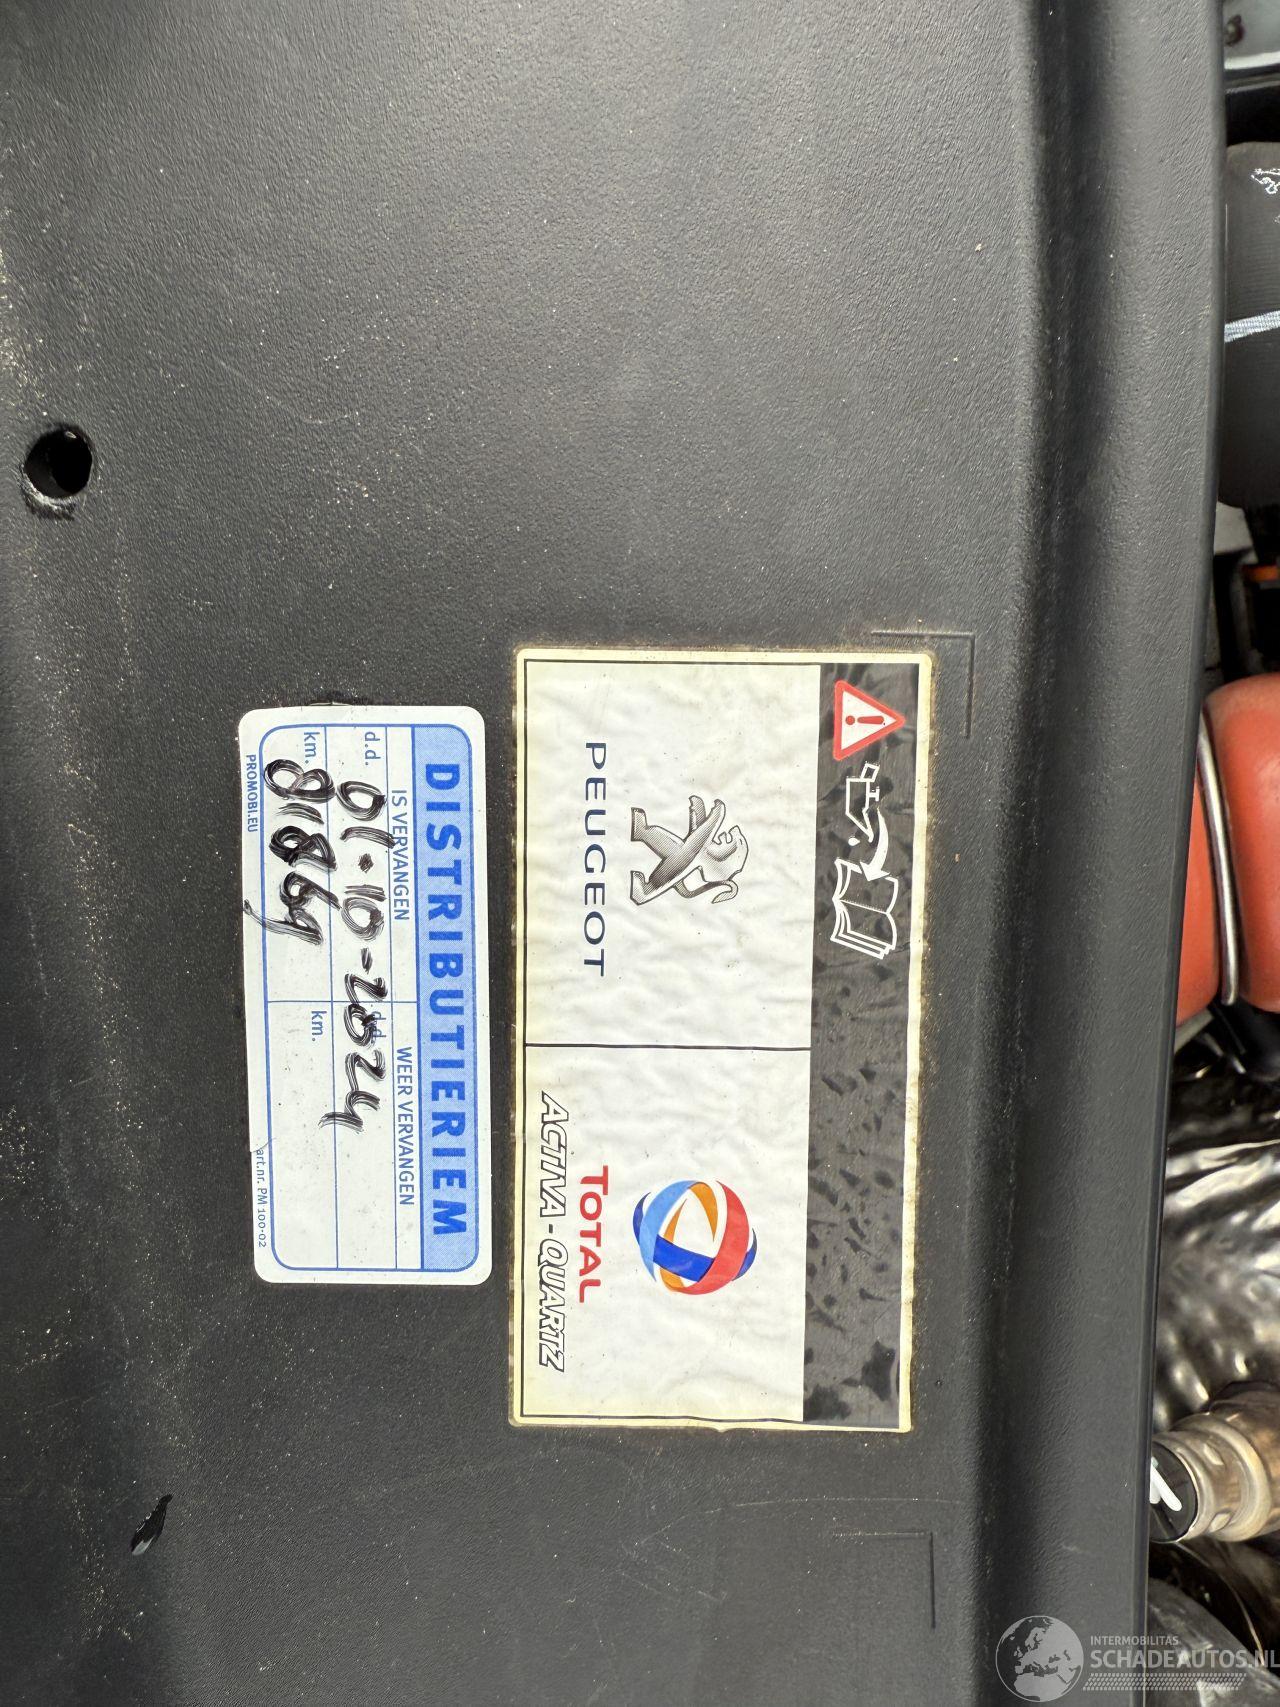 PEUGEOT
TOTAL
ACTIVA - QUARTZ
DISTRIBUTIERIEM
IS VERVANGEN
WEER VERVANGEN
d.d. 01-10-2024 d.d.
km. 91869 km.
PROMOBI.EU
art.nr. PM 100-02
INTERMOBILITAS
SCHADEAUTOS.NL